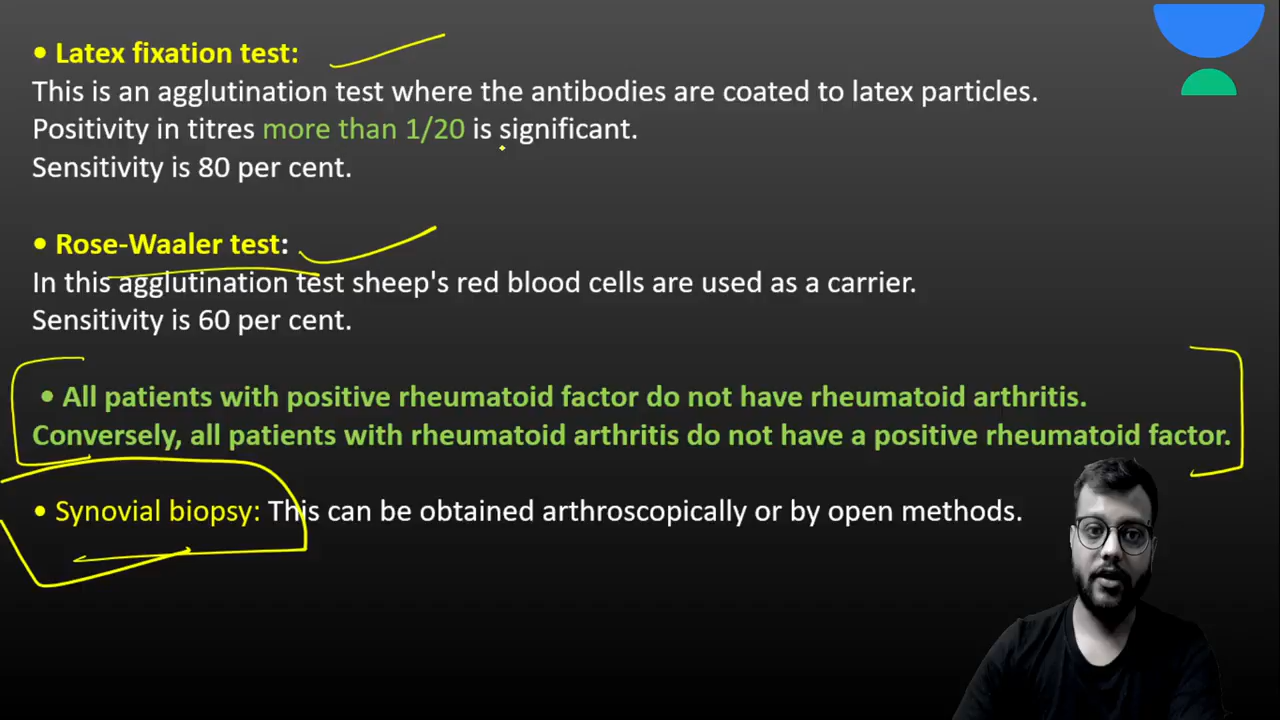 • Latex fixation test:
This is an agglutination test where the antibodies are coated to latex particles.
Positivity in titres more than 1/20 is significant.
Sensitivity is 80 per cent.
• Rose-Waaler test:
In this agglutination test sheep's red blood cells are used as a carrier.
Sensitivity is 60 per cent.
• All patients with positive rheumatoid factor do not have rheumatoid arthritis.
Conversely, all patients with rheumatoid arthritis do not have a positive rheumatoid factor.
• Synovial biopsy: This can be obtained arthroscopically or by open methods.